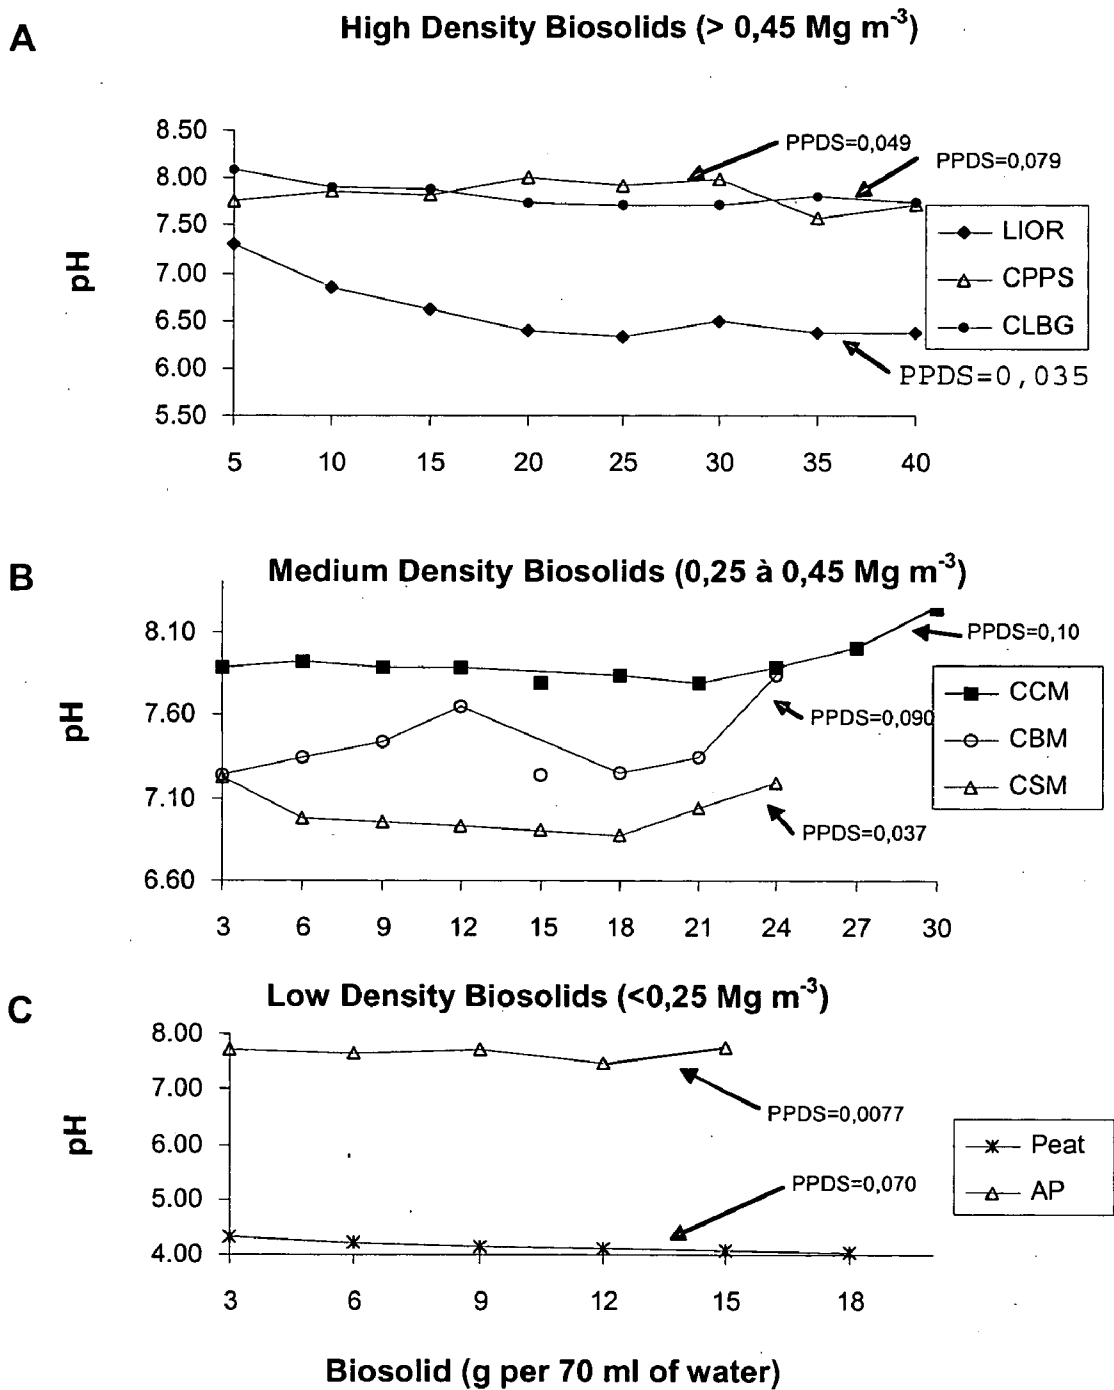 A
High Density Biosolids (> 0,45 Mg m-3)
8.50
8.00
7.50
7.00
6.50
6.00
5.50
pH
PPDS=0,049
PPDS=0,079
LIOR
CPPS
CLBG
PPDS=0,035
5 10 15 20 25 30 35 40
B
Medium Density Biosolids (0,25 à 0,45 Mg m-3)
8.10
7.60
7.10
6.60
pH
PPDS=0,10
CCM
CBM
CSM
PPDS=0,090
PPDS=0,037
3 6 9 12 15 18 21 24 27 30
C
Low Density Biosolids (<0,25 Mg m-3)
8.00
7.00
6.00
5.00
4.00
pH
PPDS=0,0077
Peat
AP
PPDS=0,070
3 6 9 12 15 18
Biosolid (g per 70 ml of water)